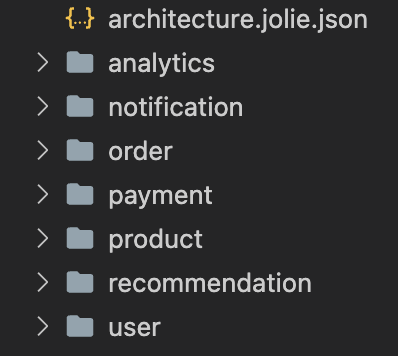 {..} architecture.jolie.json
analytics
notification
order
payment
product
recommendation
user